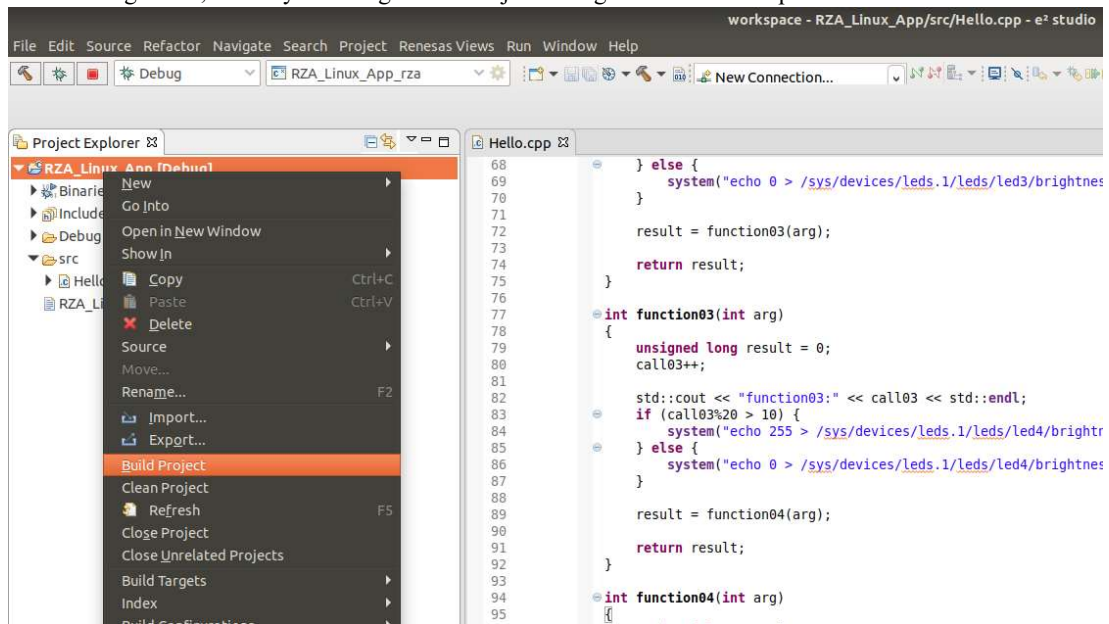 workspace - RZA_Linux_App/src/Hello.cpp - e² studio
File Edit Source Refactor Navigate Search Project Renesas Views Run Window Help
Debug RZA_Linux_App_rza New Connection...
Project Explorer Hello.cpp
RZA_Linux_App [Debug]
Binarie
Include
Debug
src
Hello
RZA_Li
New
Go Into
Open in New Window
Show In
Copy Ctrl+C
Paste Ctrl+V
Delete
Source
Move...
Rename... F2
Import...
Export...
Build Project
Clean Project
Refresh F5
Close Project
Close Unrelated Projects
Build Targets
Index
Build Configurations
68 } else {
69 system("echo 0 > /sys/devices/leds.1/leds/led3/brightnes
70 }
71
72 result = function03(arg);
73
74 return result;
75 }
76
77 int function03(int arg)
78 {
79 unsigned long result = 0;
80 call03++;
81
82 std::cout << "function03:" << call03 << std::endl;
83 if (call03%20 > 10) {
84 system("echo 255 > /sys/devices/leds.1/leds/led4/brightn
85 } else {
86 system("echo 0 > /sys/devices/leds.1/leds/led4/brightnes
87 }
88
89 result = function04(arg);
90
91 return result;
92 }
93
94 int function04(int arg)
95 {